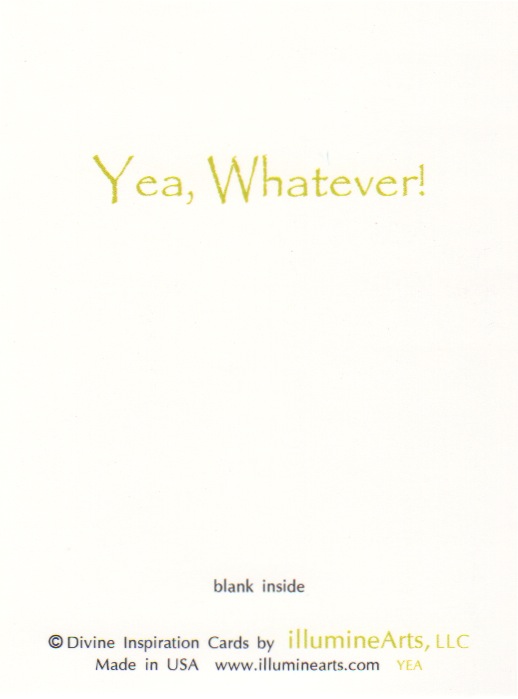 Yea, Whatever!
blank inside
© Divine Inspiration Cards by illumineArts, LLC
Made in USA www.illuminearts.com YEA